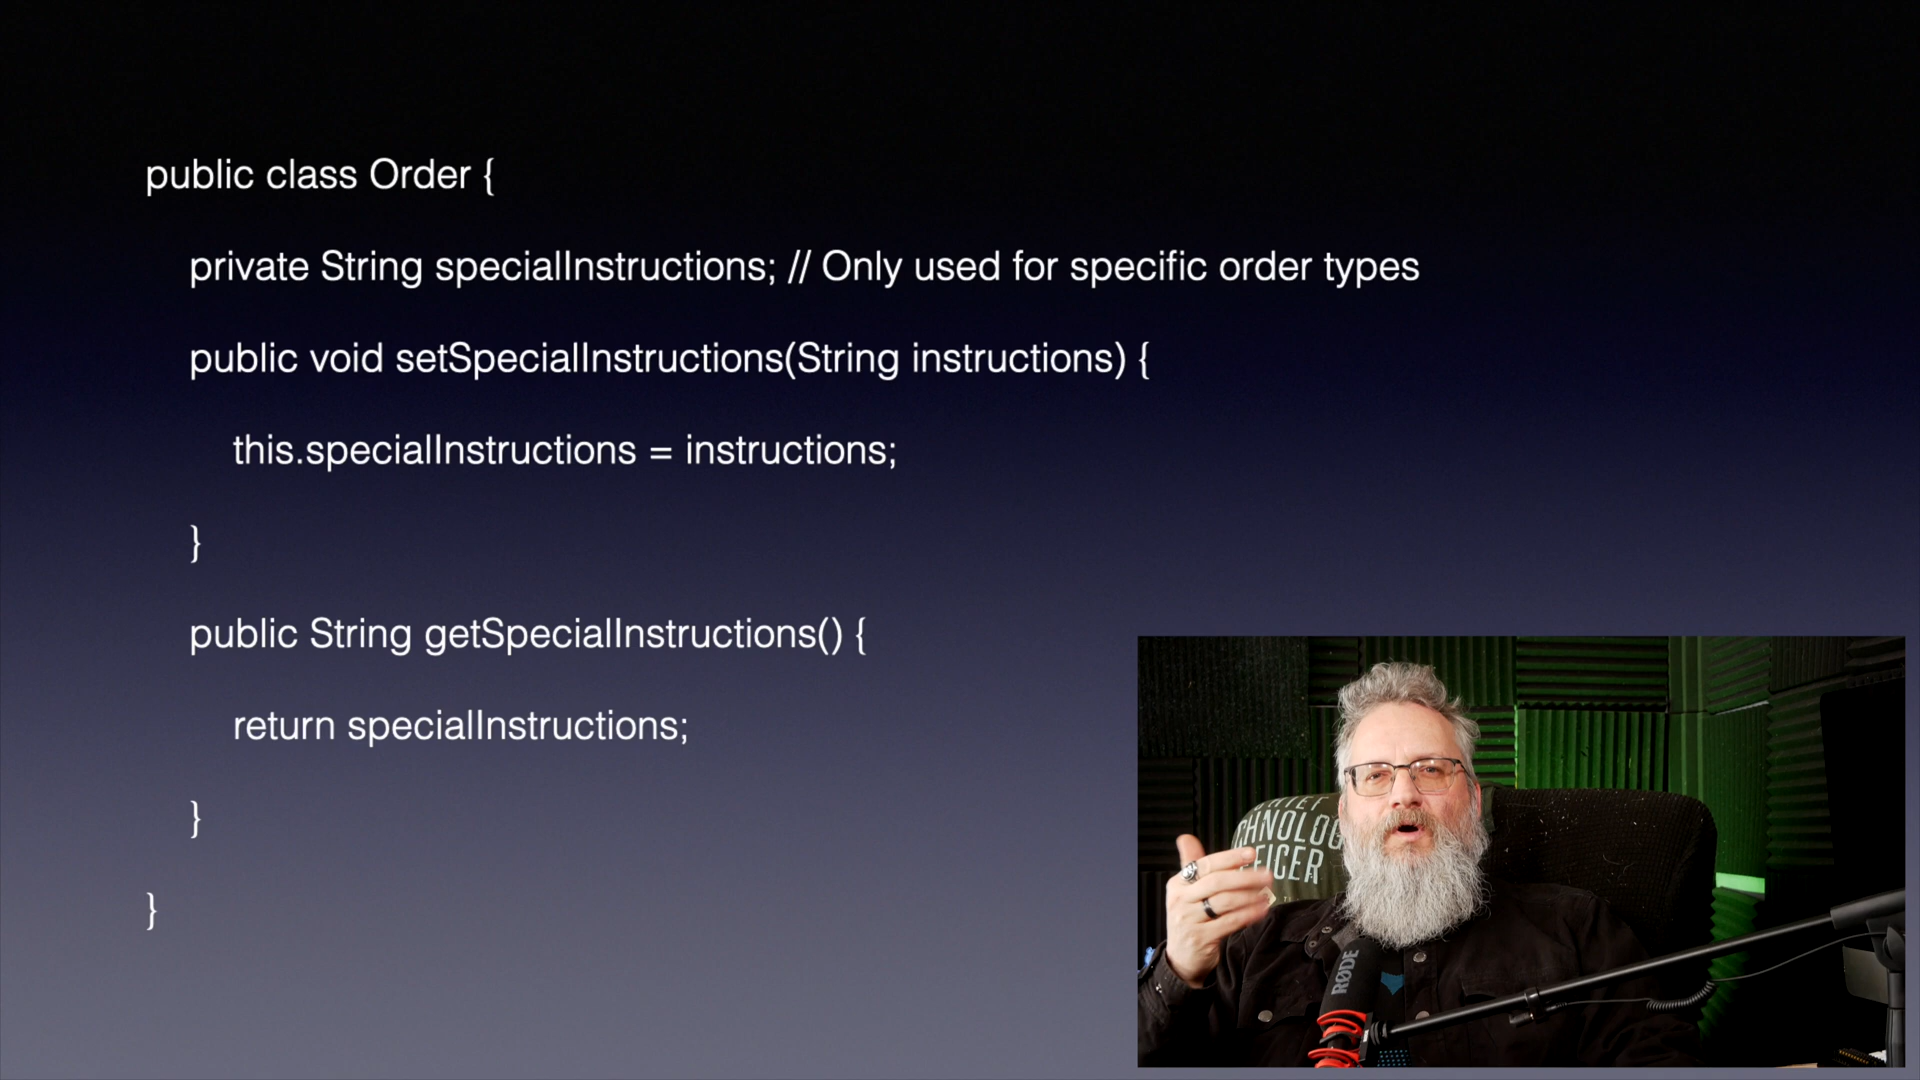 public class Order {
private String specialInstructions; // Only used for specific order types
public void setSpecialInstructions(String instructions) {
this.specialInstructions = instructions;
}
public String getSpecialInstructions() {
return specialInstructions;
}
}
RØDE